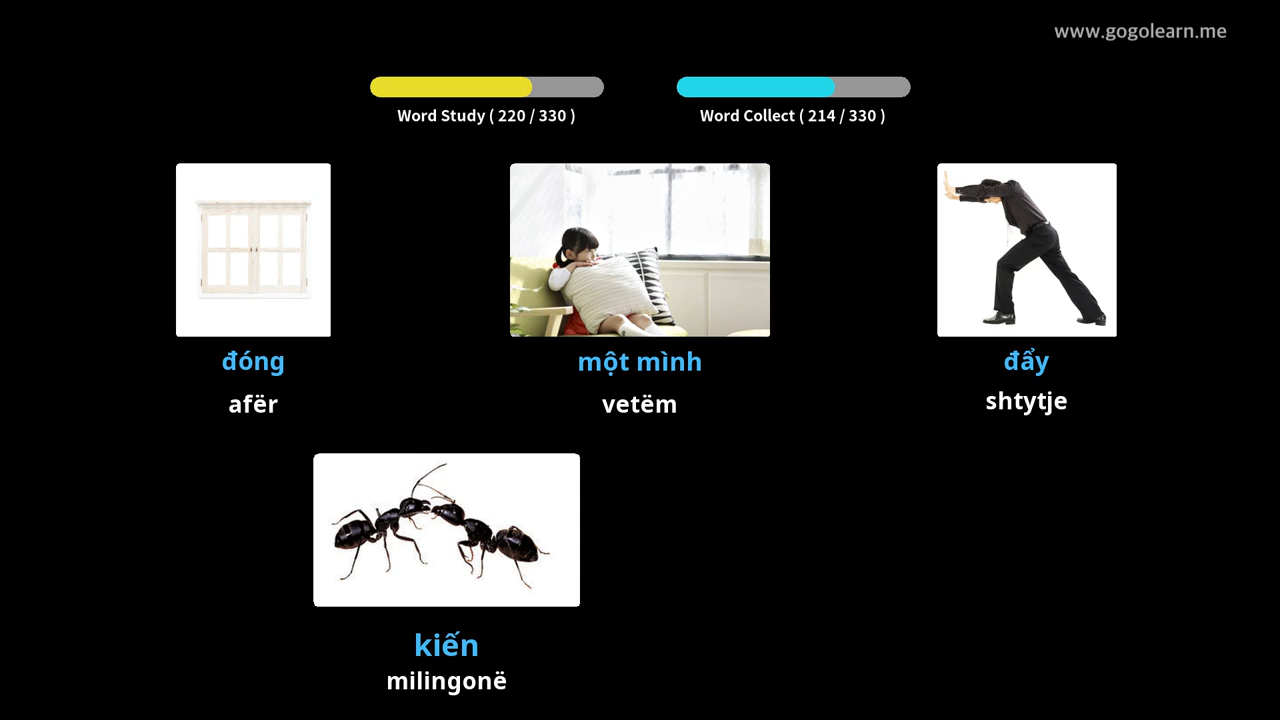 www.gogolearn.me
Word Study ( 220 / 330 )
Word Collect ( 214 / 330 )
đóng
một mình
đẩy
afër
vetëm
shtytje
kiến
milingonë